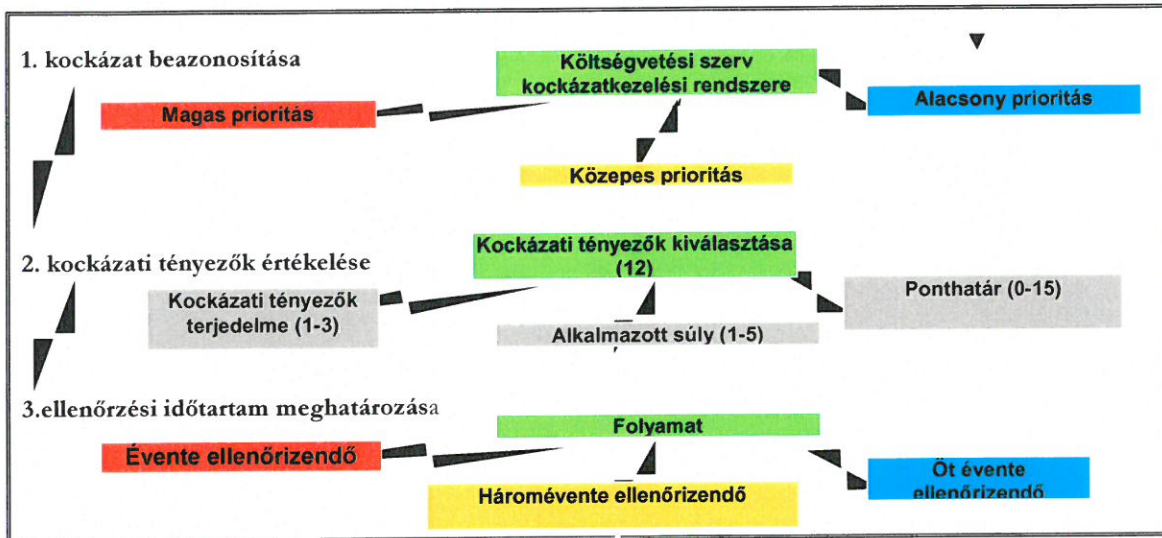 1. kockázat beazonosítása
Költségvetési szerv
kockázatkezelési rendszere
Magas prioritás
Alacsony prioritás
Közepes prioritás
Kockázati tényezők kiválasztása
(12)
2. kockázati tényezők értékelése
Kockázati tényezők
terjedelme (1-3)
Ponthatár (0-15)
Alkalmazott súly (1-5)
3.ellenőrzési időtartam meghatározása
Folyamat
Évente ellenőrizendő
Öt évente
ellenőrizendő
Háromévente ellenőrizendő